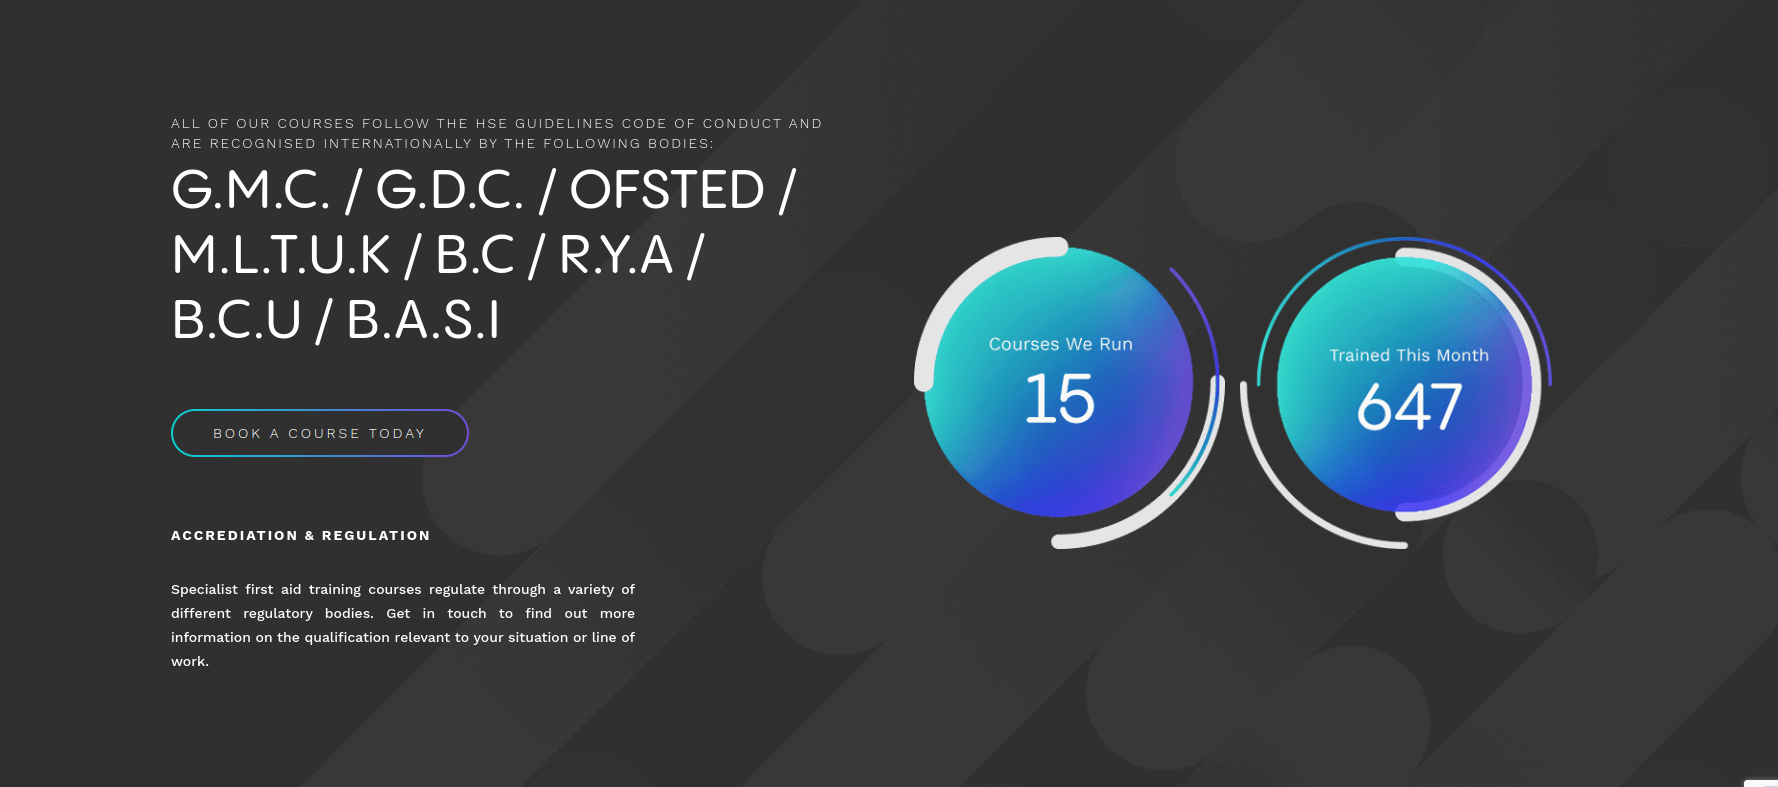 ALL OF OUR COURSES FOLLOW THE HSE GUIDELINES CODE OF CONDUCT AND
ARE RECOGNISED INTERNATIONALLY BY THE FOLLOWING BODIES:
G.M.C. / G.D.C. / OFSTED /
M.L.T.U.K / B.C / R.Y.A /
B.C.U / B.A.S.I
BOOK A COURSE TODAY
ACCREDIATION & REGULATION
Specialist first aid training courses regulate through a variety of
different regulatory bodies. Get in touch to find out more
information on the qualification relevant to your situation or line of
work.
Courses We Run
15
Trained This Month
647